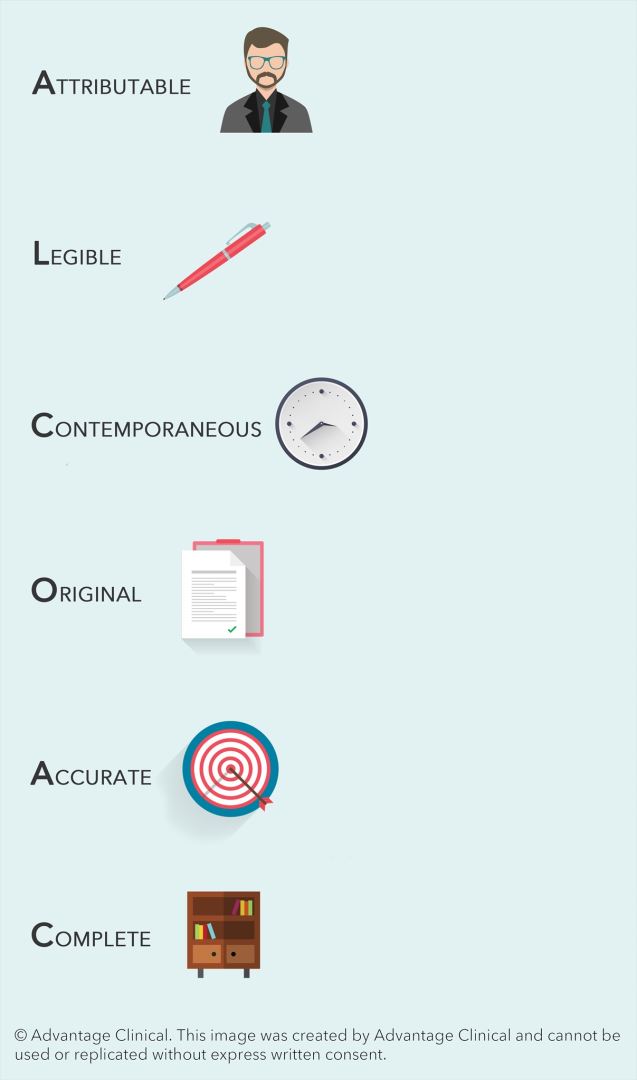 ATTRIBUTABLE
LEGIBLE
CONTEMPORANEOUS
ORIGINAL
ACCURATE
COMPLETE
© Advantage Clinical. This image was created by Advantage Clinical and cannot be
used or replicated without express written consent.